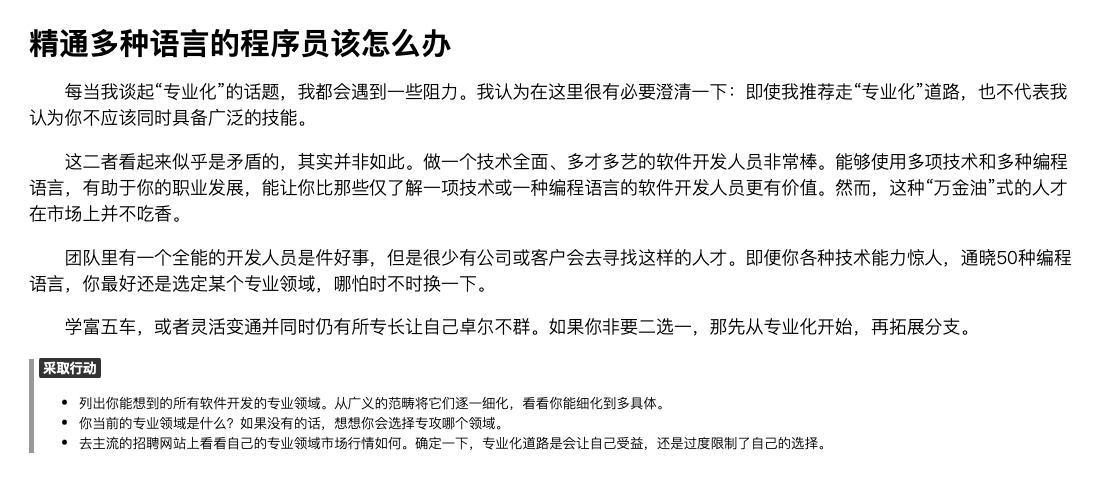 精通多种语言的程序员该怎么办
每当我谈起“专业化”的话题，我都会遇到一些阻力。我认为在这里很有必要澄清一下：即使我推荐走“专业化”道路，也不代表我
认为你不应该同时具备广泛的技能。
这二者看起来似乎是矛盾的，其实并非如此。做一个技术全面、多才多艺的软件开发人员非常棒。能够使用多项技术和多种编程
语言，有助于你的职业发展，能让你比那些仅了解一项技术或一种编程语言的软件开发人员更有价值。然而，这种“万金油”式的人才
在市场上并不吃香。
团队里有一个全能的开发人员是件好事，但是很少有公司或客户会去寻找这样的人才。即便你各种技术能力惊人，通晓50种编程
语言，你最好还是选定某个专业领域，哪怕时不时换一下。
学富五车，或者灵活变通并同时仍有所专长让自己卓尔不群。如果你非要二选一，那先从专业化开始，再拓展分支。
采取行动
• 列出你能想到的所有软件开发的专业领域。从广义的范畴将它们逐一细化，看看你能细化到多具体。
• 你当前的专业领域是什么？如果没有的话，想想你会选择专攻哪个领域。
• 去主流的招聘网站上看看自己的专业领域市场行情如何。确定一下，专业化道路是会让自己受益，还是过度限制了自己的选择。